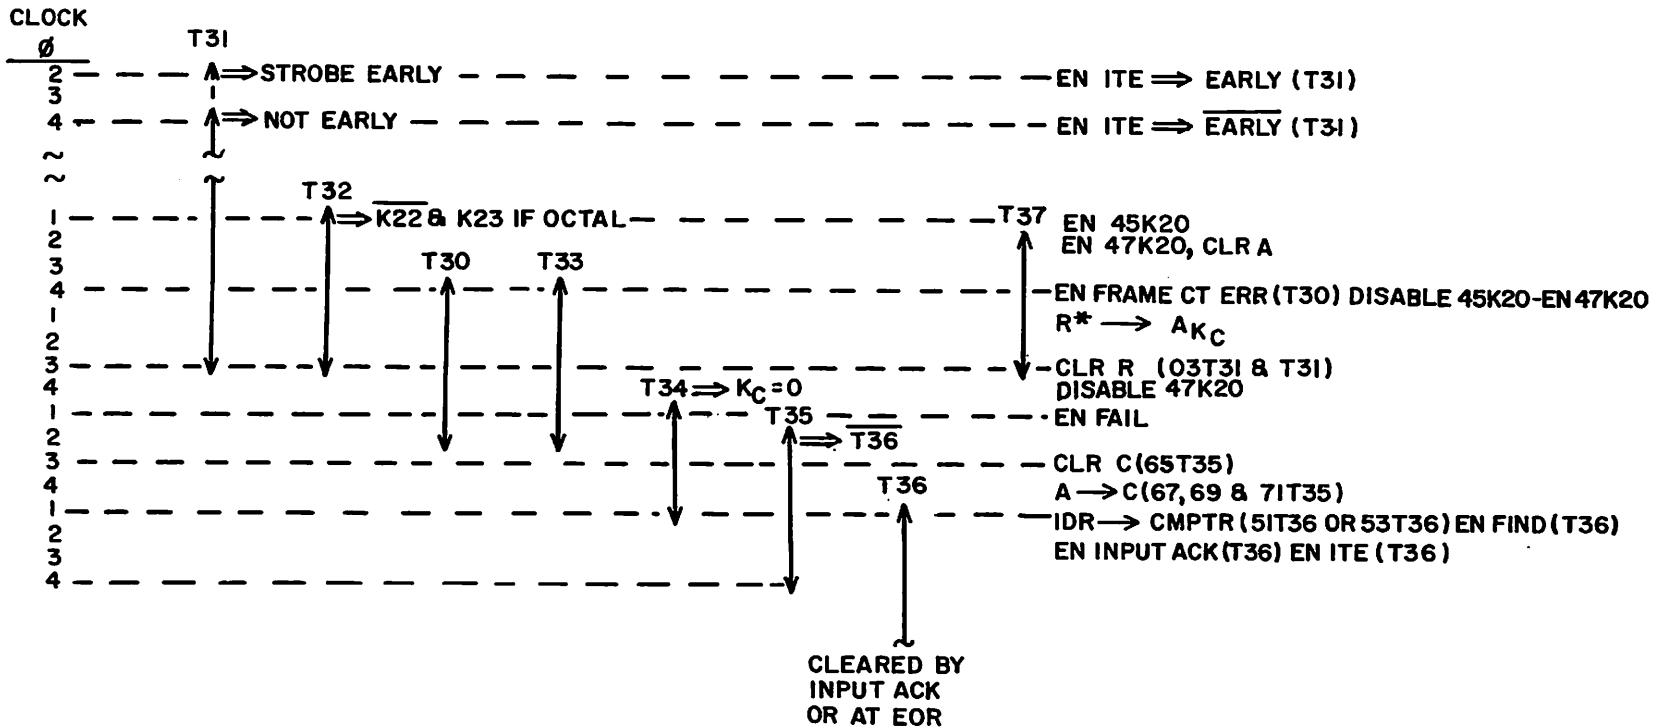 CLOCK
Ø
T31
2 ⇒ STROBE EARLY EN ITE ⇒ EARLY (T31)
3
4 ⇒ NOT EARLY EN ITE ⇒ E̅A̅R̅L̅Y̅ (T31)
~
~
T32
1 ⇒ K̅2̅2̅ & K23 IF OCTAL T37 EN 45K20
2 EN 47K20, CLR A
3 T30 T33
4 EN FRAME CT ERR (T30) DISABLE 45K20-EN 47K20
1 R* → AKC
2
3 CLR R (03T31 & T31)
4 T34 ⇒ KC=0 DISABLE 47K20
1 T35 EN FAIL
2 ⇒ T̅3̅6̅
3 CLR C (65T35)
4 T36 A → C (67, 69 & 71T35)
1 IDR → CMPTR (51T36 OR 53T36) EN FIND (T36)
2
3 EN INPUT ACK (T36) EN ITE (T36)
4
CLEARED BY
INPUT ACK
OR AT EOR